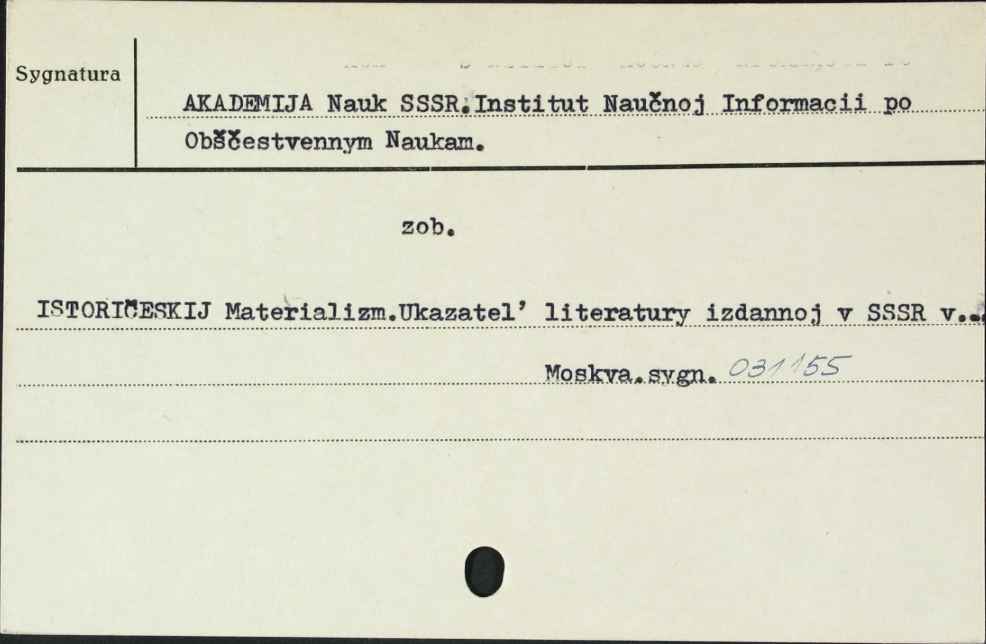 Sygnatura
AKADEMIJA Nauk SSSR.Institut Naučnoj Informacii po
Obščestvennym Naukam.
zob.
ISTORIČESKIJ Materializm.Ukazatel’ literatury izdannoj v SSSR v...
Moskva.sygn. 031155